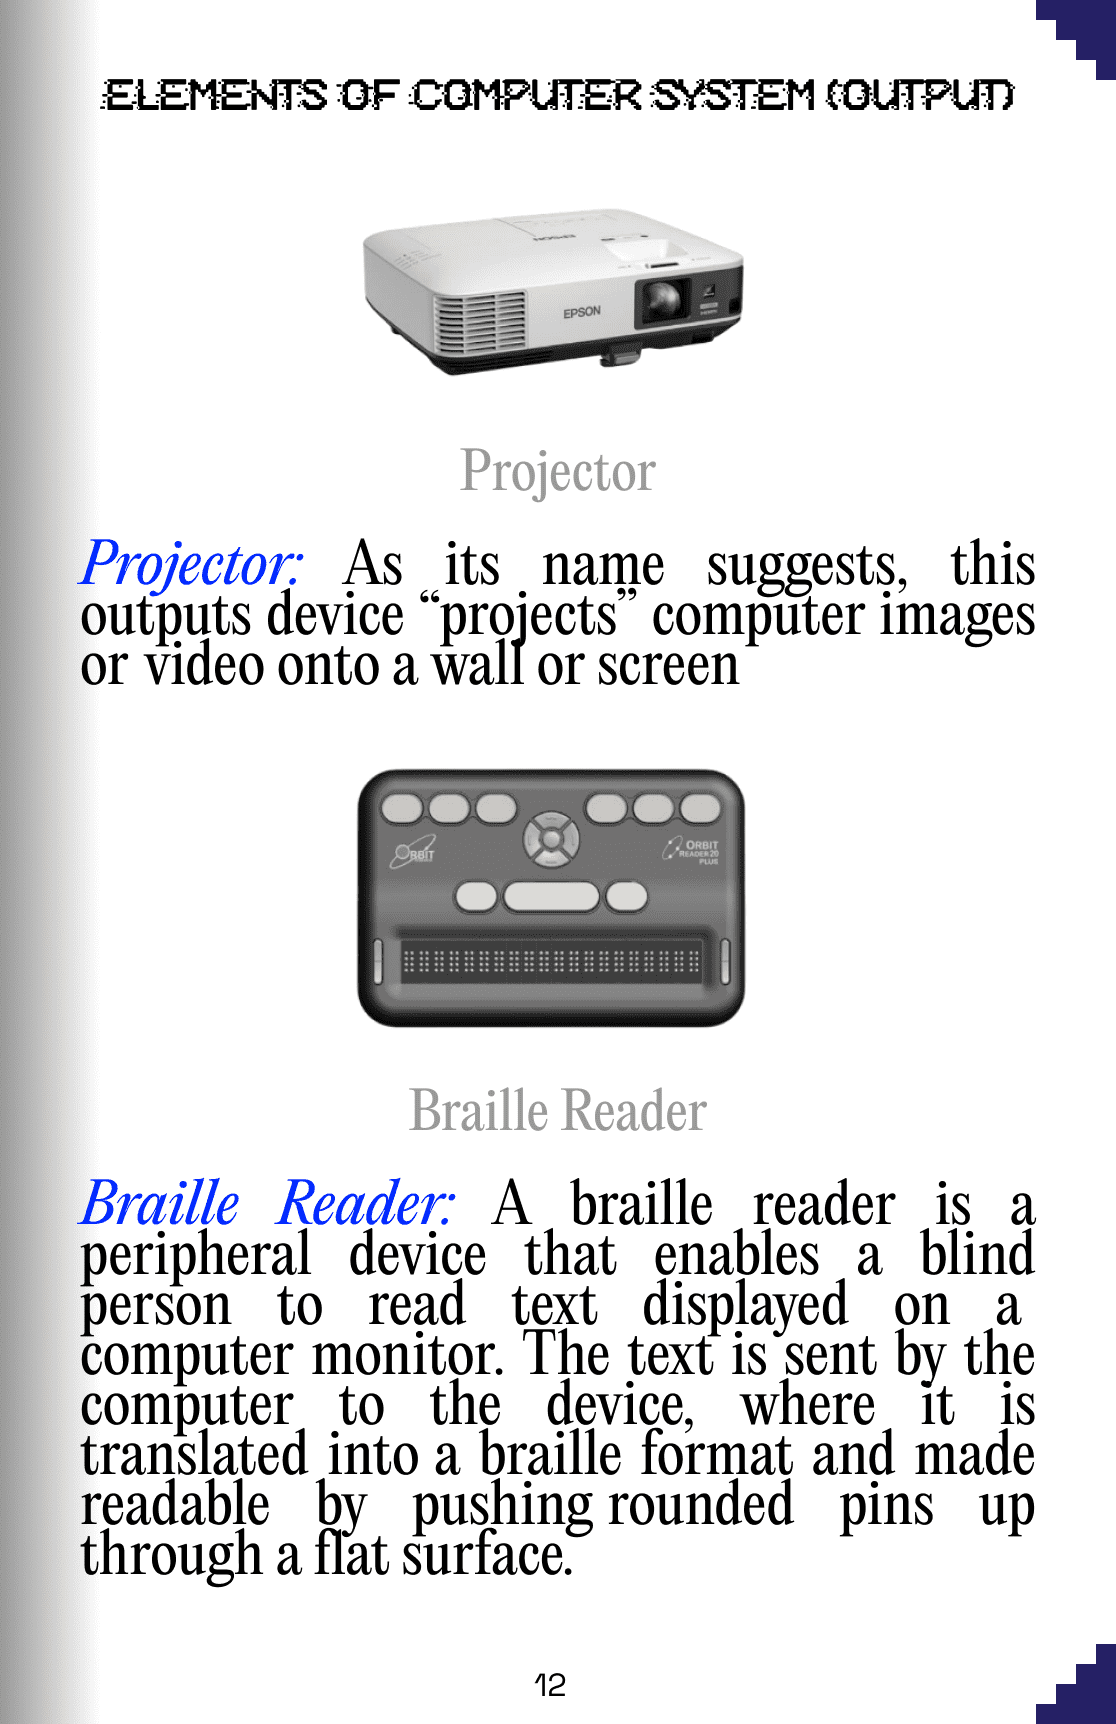 ELEMENTS OF COMPUTER SYSTEM (OUTPUT)
EPSON
EPSON
Projector
Projector: As its name suggests, this
outputs device “projects” computer images
or video onto a wall or screen
ORBIT
ORBIT
READER 20
PLUS
Braille Reader
Braille Reader: A braille reader is a
peripheral device that enables a blind
person to read text displayed on a
computer monitor. The text is sent by the
computer to the device, where it is
translated into a braille format and made
readable by pushing rounded pins up
through a flat surface.
12